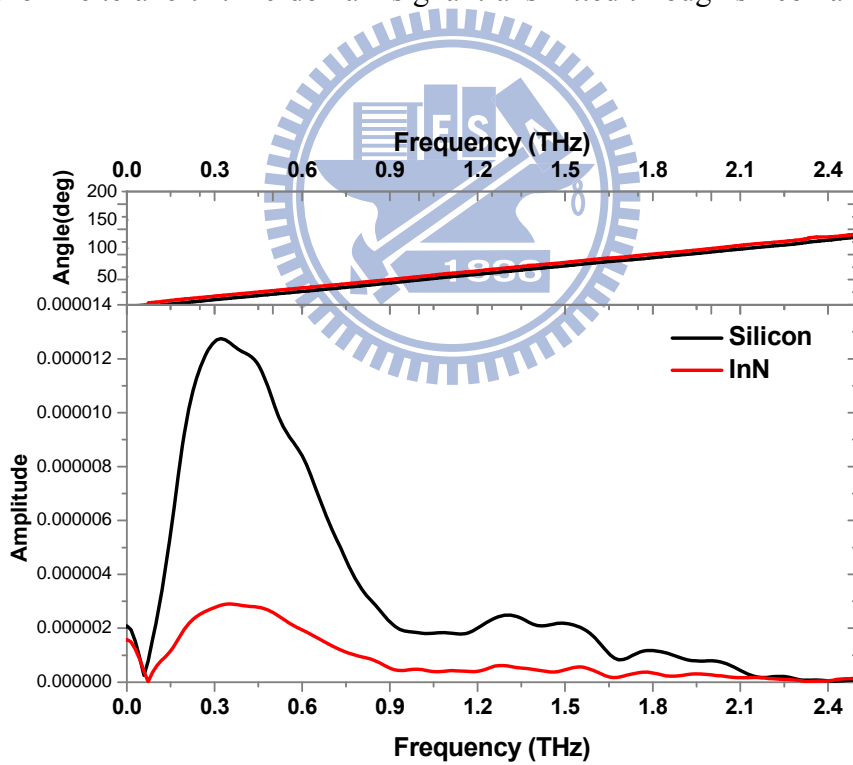 Frequency (THz)
0.0 0.3 0.6 0.9 1.2 1.5 1.8 2.1 2.4
200
150
100
50
Angle(deg)
ES
1896
0.000014
0.000012
0.000010
0.000008
0.000006
0.000004
0.000002
0.000000
Amplitude
Silicon
InN
0.0 0.3 0.6 0.9 1.2 1.5 1.8 2.1 2.4
Frequency (THz)